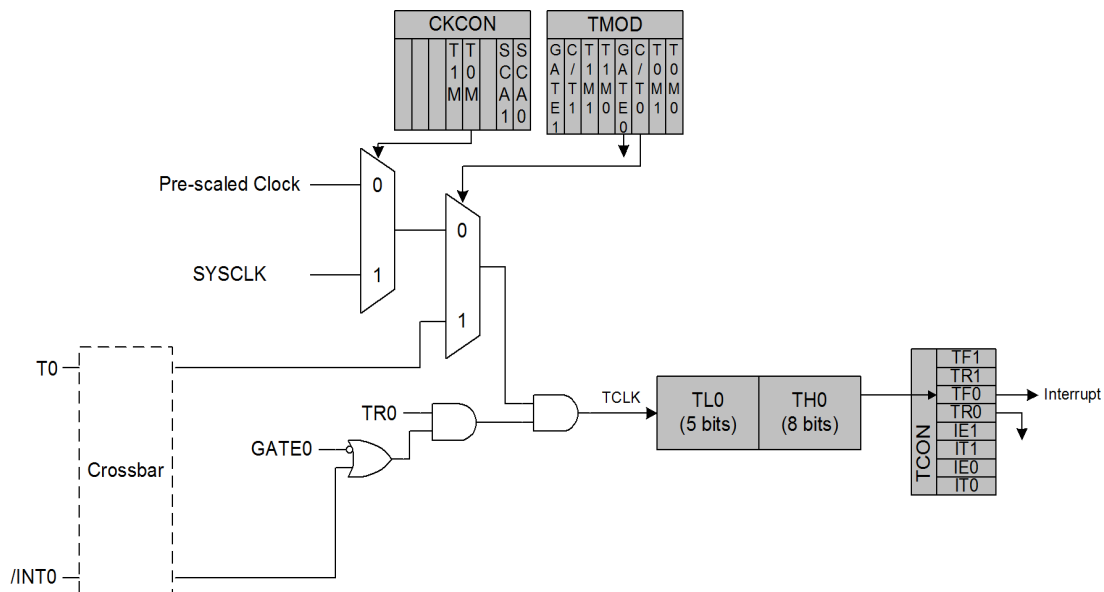 CKCON
TMOD
T1M
T0M
SCA1
SCA0
GATE1
C/T1
T1M1
T1M0
GATE0
C/T0
T0M1
T0M0
Pre-scaled Clock
0
0
SYSCLK
1
1
T0
Crossbar
/INT0
TR0
GATE0
TCLK
TL0
(5 bits)
TH0
(8 bits)
TCON
TF1
TR1
TF0
TR0
IE1
IT1
IE0
IT0
Interrupt